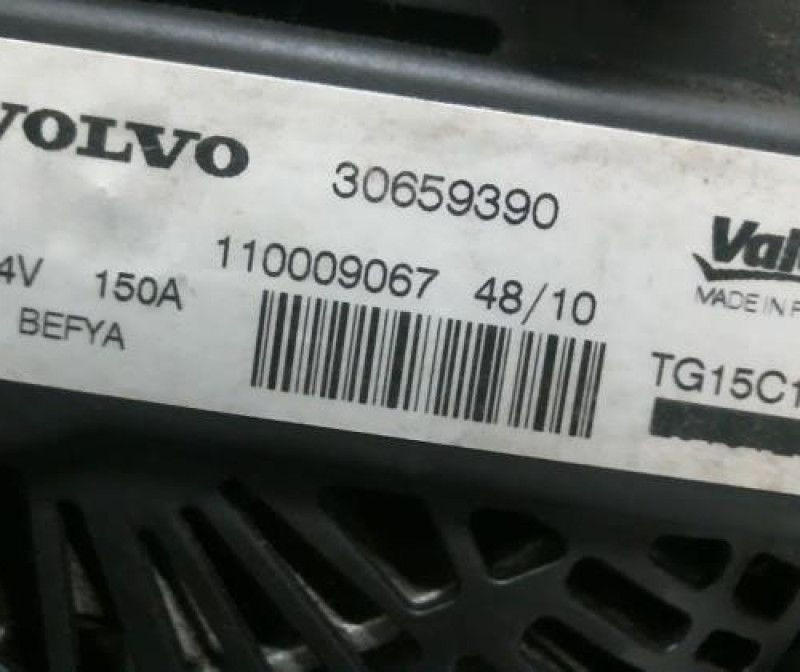 VOLVO 30659390
110009067 48/10
4V 150A
BEFYA
MADE IN
TG15C1